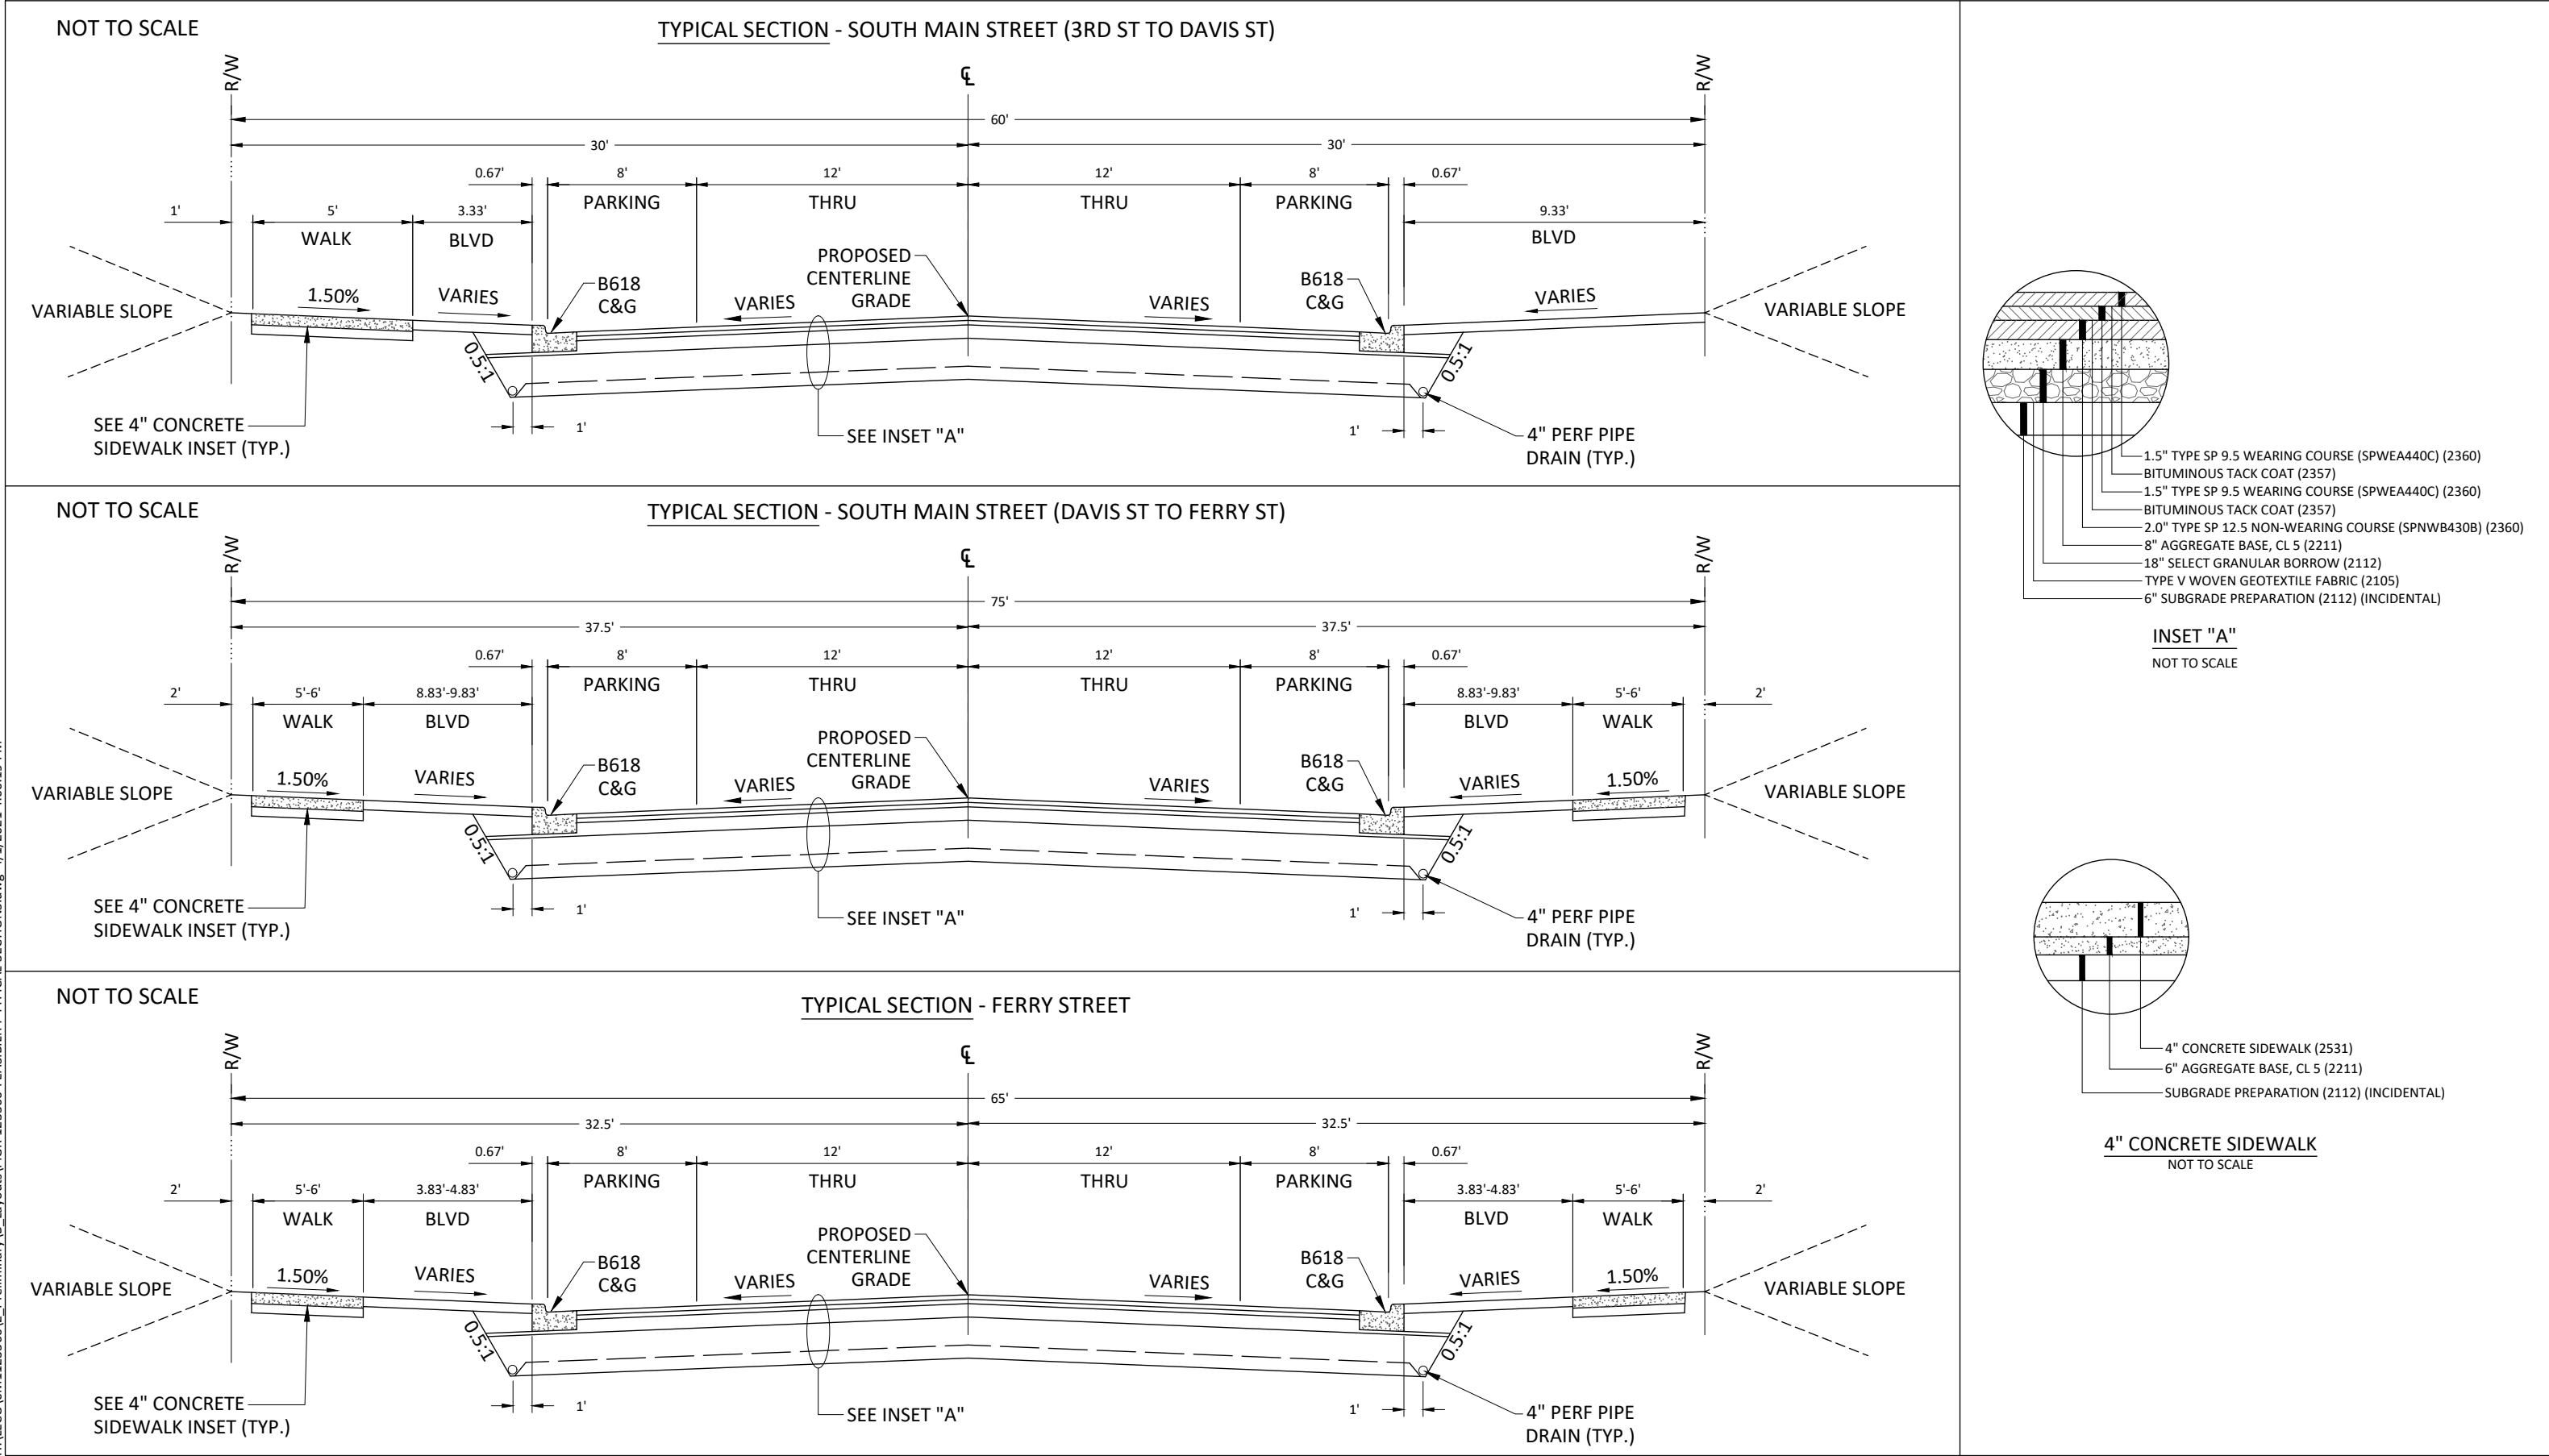 NOT TO SCALE
TYPICAL SECTION - SOUTH MAIN STREET (3RD ST TO DAVIS ST)
R/W
℄
R/W
60'
30'
30'
0.67'
8'
12'
12'
8'
0.67'
PARKING
THRU
THRU
PARKING
1'
5'
3.33'
9.33'
WALK
BLVD
BLVD
PROPOSED
CENTERLINE
GRADE
B618
C&G
B618
C&G
1.50%
VARIES
VARIES
VARIES
VARIES
VARIABLE SLOPE
VARIABLE SLOPE
0.5:1
0.5:1
SEE 4" CONCRETE
SIDEWALK INSET (TYP.)
1'
SEE INSET "A"
1'
4" PERF PIPE
DRAIN (TYP.)
NOT TO SCALE
TYPICAL SECTION - SOUTH MAIN STREET (DAVIS ST TO FERRY ST)
R/W
℄
R/W
75'
37.5'
37.5'
0.67'
8'
12'
12'
8'
0.67'
PARKING
THRU
THRU
PARKING
2'
5'-6'
8.83'-9.83'
8.83'-9.83'
5'-6'
2'
WALK
BLVD
BLVD
WALK
PROPOSED
CENTERLINE
GRADE
B618
C&G
B618
C&G
1.50%
VARIES
VARIES
VARIES
VARIES
1.50%
VARIABLE SLOPE
VARIABLE SLOPE
0.5:1
0.5:1
SEE 4" CONCRETE
SIDEWALK INSET (TYP.)
1'
SEE INSET "A"
1'
4" PERF PIPE
DRAIN (TYP.)
NOT TO SCALE
TYPICAL SECTION - FERRY STREET
R/W
℄
R/W
65'
32.5'
32.5'
0.67'
8'
12'
12'
8'
0.67'
PARKING
THRU
THRU
PARKING
2'
5'-6'
3.83'-4.83'
3.83'-4.83'
5'-6'
2'
WALK
BLVD
BLVD
WALK
PROPOSED
CENTERLINE
GRADE
B618
C&G
B618
C&G
1.50%
VARIES
VARIES
VARIES
VARIES
1.50%
VARIABLE SLOPE
VARIABLE SLOPE
0.5:1
0.5:1
SEE 4" CONCRETE
SIDEWALK INSET (TYP.)
1'
SEE INSET "A"
1'
4" PERF PIPE
DRAIN (TYP.)
1.5" TYPE SP 9.5 WEARING COURSE (SPWEA440C) (2360)
BITUMINOUS TACK COAT (2357)
1.5" TYPE SP 9.5 WEARING COURSE (SPWEA440C) (2360)
BITUMINOUS TACK COAT (2357)
2.0" TYPE SP 12.5 NON-WEARING COURSE (SPNWB430B) (2360)
8" AGGREGATE BASE, CL 5 (2211)
18" SELECT GRANULAR BORROW (2112)
TYPE V WOVEN GEOTEXTILE FABRIC (2105)
6" SUBGRADE PREPARATION (2112) (INCIDENTAL)
INSET "A"
NOT TO SCALE
4" CONCRETE SIDEWALK (2531)
6" AGGREGATE BASE, CL 5 (2211)
SUBGRADE PREPARATION (2112) (INCIDENTAL)
4" CONCRETE SIDEWALK
NOT TO SCALE